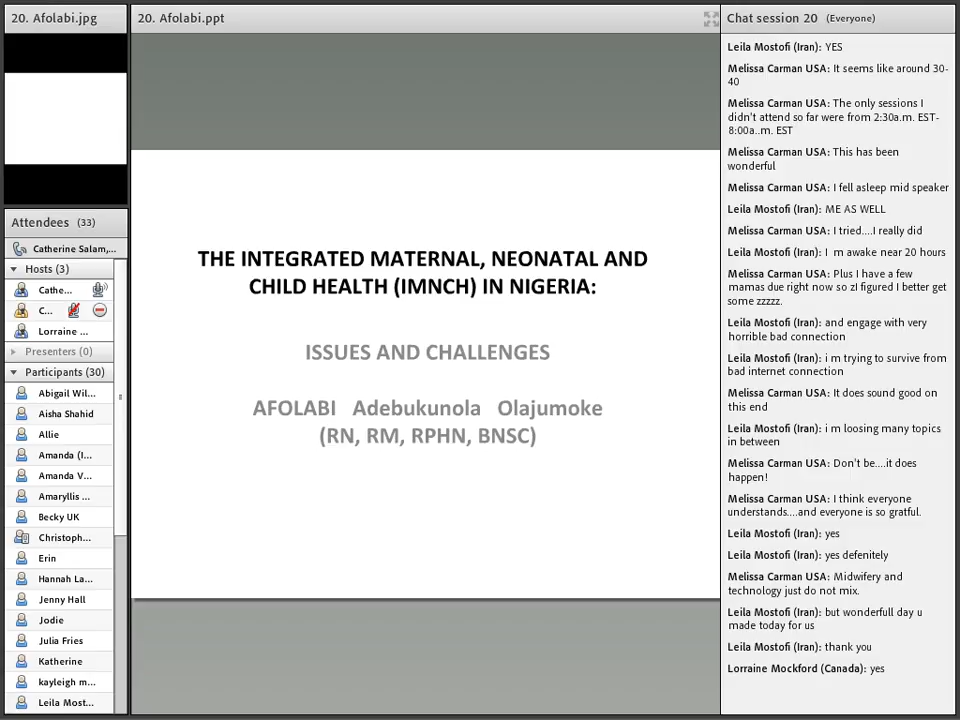 20. Afolabi.jpg
Attendees (33)
Catherine Salam,...
Hosts (3)
Cathe...
C...
Lorraine ...
Presenters (0)
Participants (30)
Abigail Wil...
Aisha Shahid
Allie
Amanda (I...
Amanda V...
Amaryllis ...
Becky UK
Christoph...
Erin
Hannah La...
Jenny Hall
Jodie
Julia Fries
Katherine
kayleigh m...
Leila Most...
20. Afolabi.ppt
THE INTEGRATED MATERNAL, NEONATAL AND
CHILD HEALTH (IMNCH) IN NIGERIA:
ISSUES AND CHALLENGES
AFOLABI Adebukunola Olajumoke
(RN, RM, RPHN, BNSC)
Chat session 20 (Everyone)
Leila Mostofi (Iran): YES
Melissa Carman USA: It seems like around 30-
40
Melissa Carman USA: The only sessions I
didn't attend so far were from 2:30a.m. EST-
8:00a..m. EST
Melissa Carman USA: This has been
wonderful
Melissa Carman USA: I fell asleep mid speaker
Leila Mostofi (Iran): ME AS WELL
Melissa Carman USA: I tried....I really did
Leila Mostofi (Iran): I m awake near 20 hours
Melissa Carman USA: Plus I have a few
mamas due right now so zI figured I better get
some zzzzz.
Leila Mostofi (Iran): and engage with very
horrible bad connection
Leila Mostofi (Iran): i m trying to survive from
bad internet connection
Melissa Carman USA: It does sound good on
this end
Leila Mostofi (Iran): i m loosing many topics
in between
Melissa Carman USA: Don't be....it does
happen!
Melissa Carman USA: I think everyone
understands....and everyone is so gratful.
Leila Mostofi (Iran): yes
Leila Mostofi (Iran): yes defenitely
Melissa Carman USA: Midwifery and
technology just do not mix.
Leila Mostofi (Iran): but wonderfull day u
made today for us
Leila Mostofi (Iran): thank you
Lorraine Mockford (Canada): yes